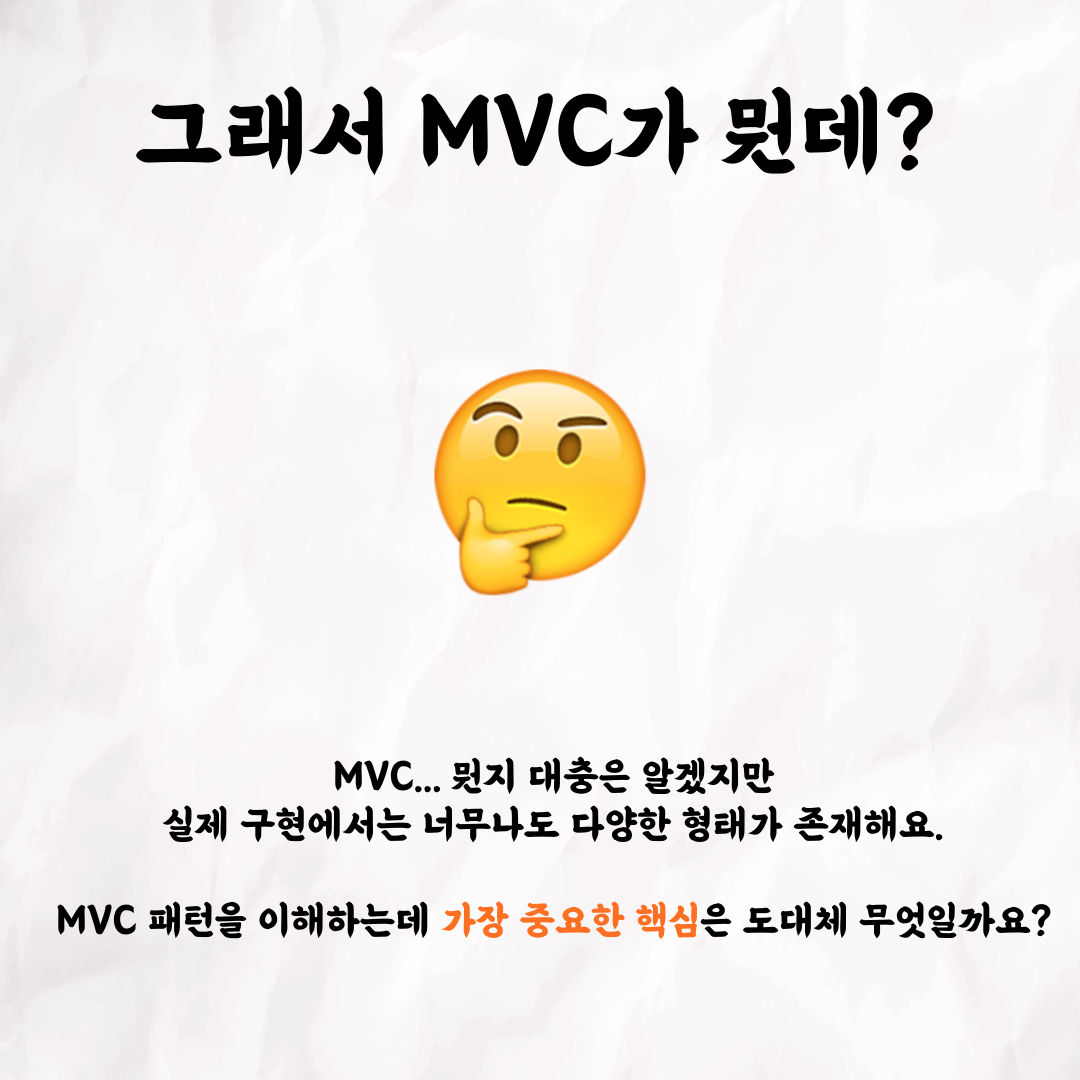 그래서 MVC가 뭔데?
MVC... 뭔지 대충은 알겠지만
실제 구현에서는 너무나도 다양한 형태가 존재해요.
MVC 패턴을 이해하는데 가장 중요한 핵심은 도대체 무엇일까요?